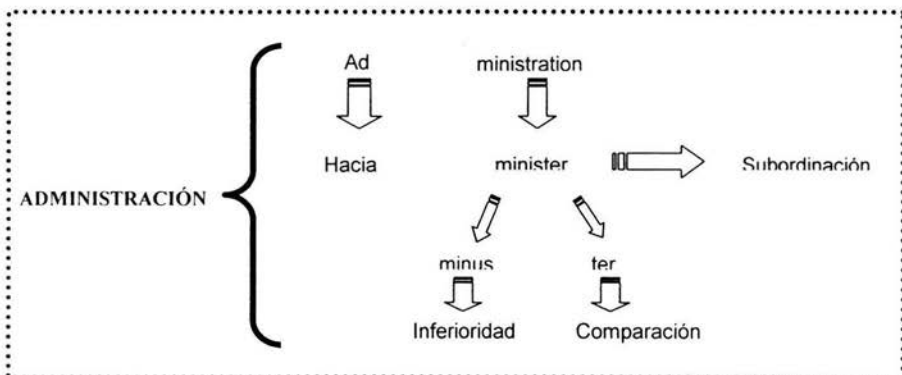 Ad ministration
Hacia minister Subordinación
ADMINISTRACIÓN
minus ter
Inferioridad Comparación